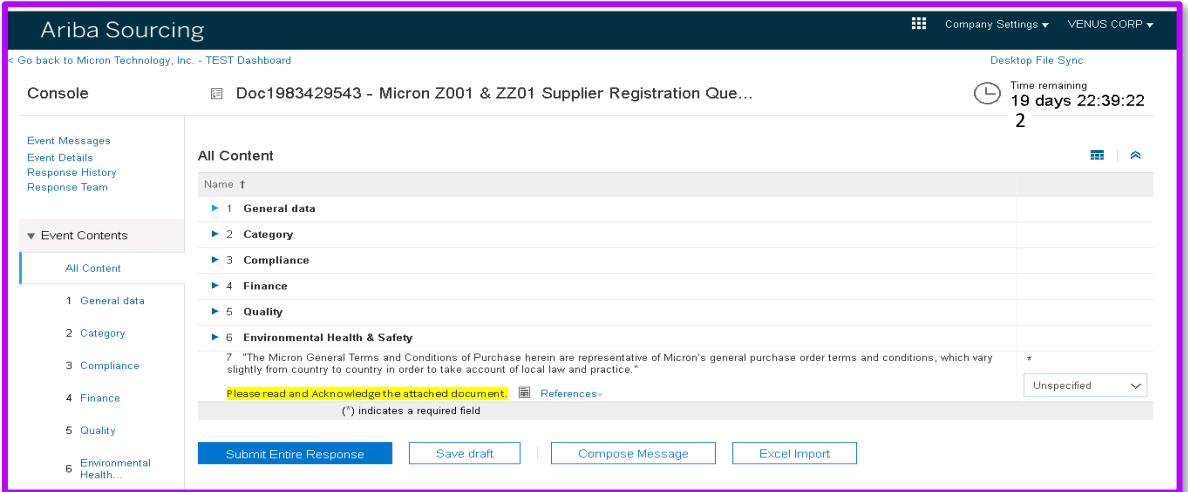 Ariba Sourcing
Company Settings
VENUS CORP
< Go back to Micron Technology, Inc. - TEST Dashboard
Desktop File Sync
Console
Doc1983429543 - Micron Z001 & ZZ01 Supplier Registration Que...
Time remaining
19 days 22:39:22
2
Event Messages
Event Details
Response History
Response Team
Event Contents
All Content
1 General data
2 Category
3 Compliance
4 Finance
5 Quality
6 Environmental
Health...
All Content
Name ↑
1 General data
2 Category
3 Compliance
4 Finance
5 Quality
6 Environmental Health & Safety
7 "The Micron General Terms and Conditions of Purchase herein are representative of Micron's general purchase order terms and conditions, which vary
slightly from country to country in order to take account of local law and practice."
*
Unspecified
Please read and Acknowledge the attached document. References
(*) indicates a required field
Submit Entire Response
Save draft
Compose Message
Excel Import